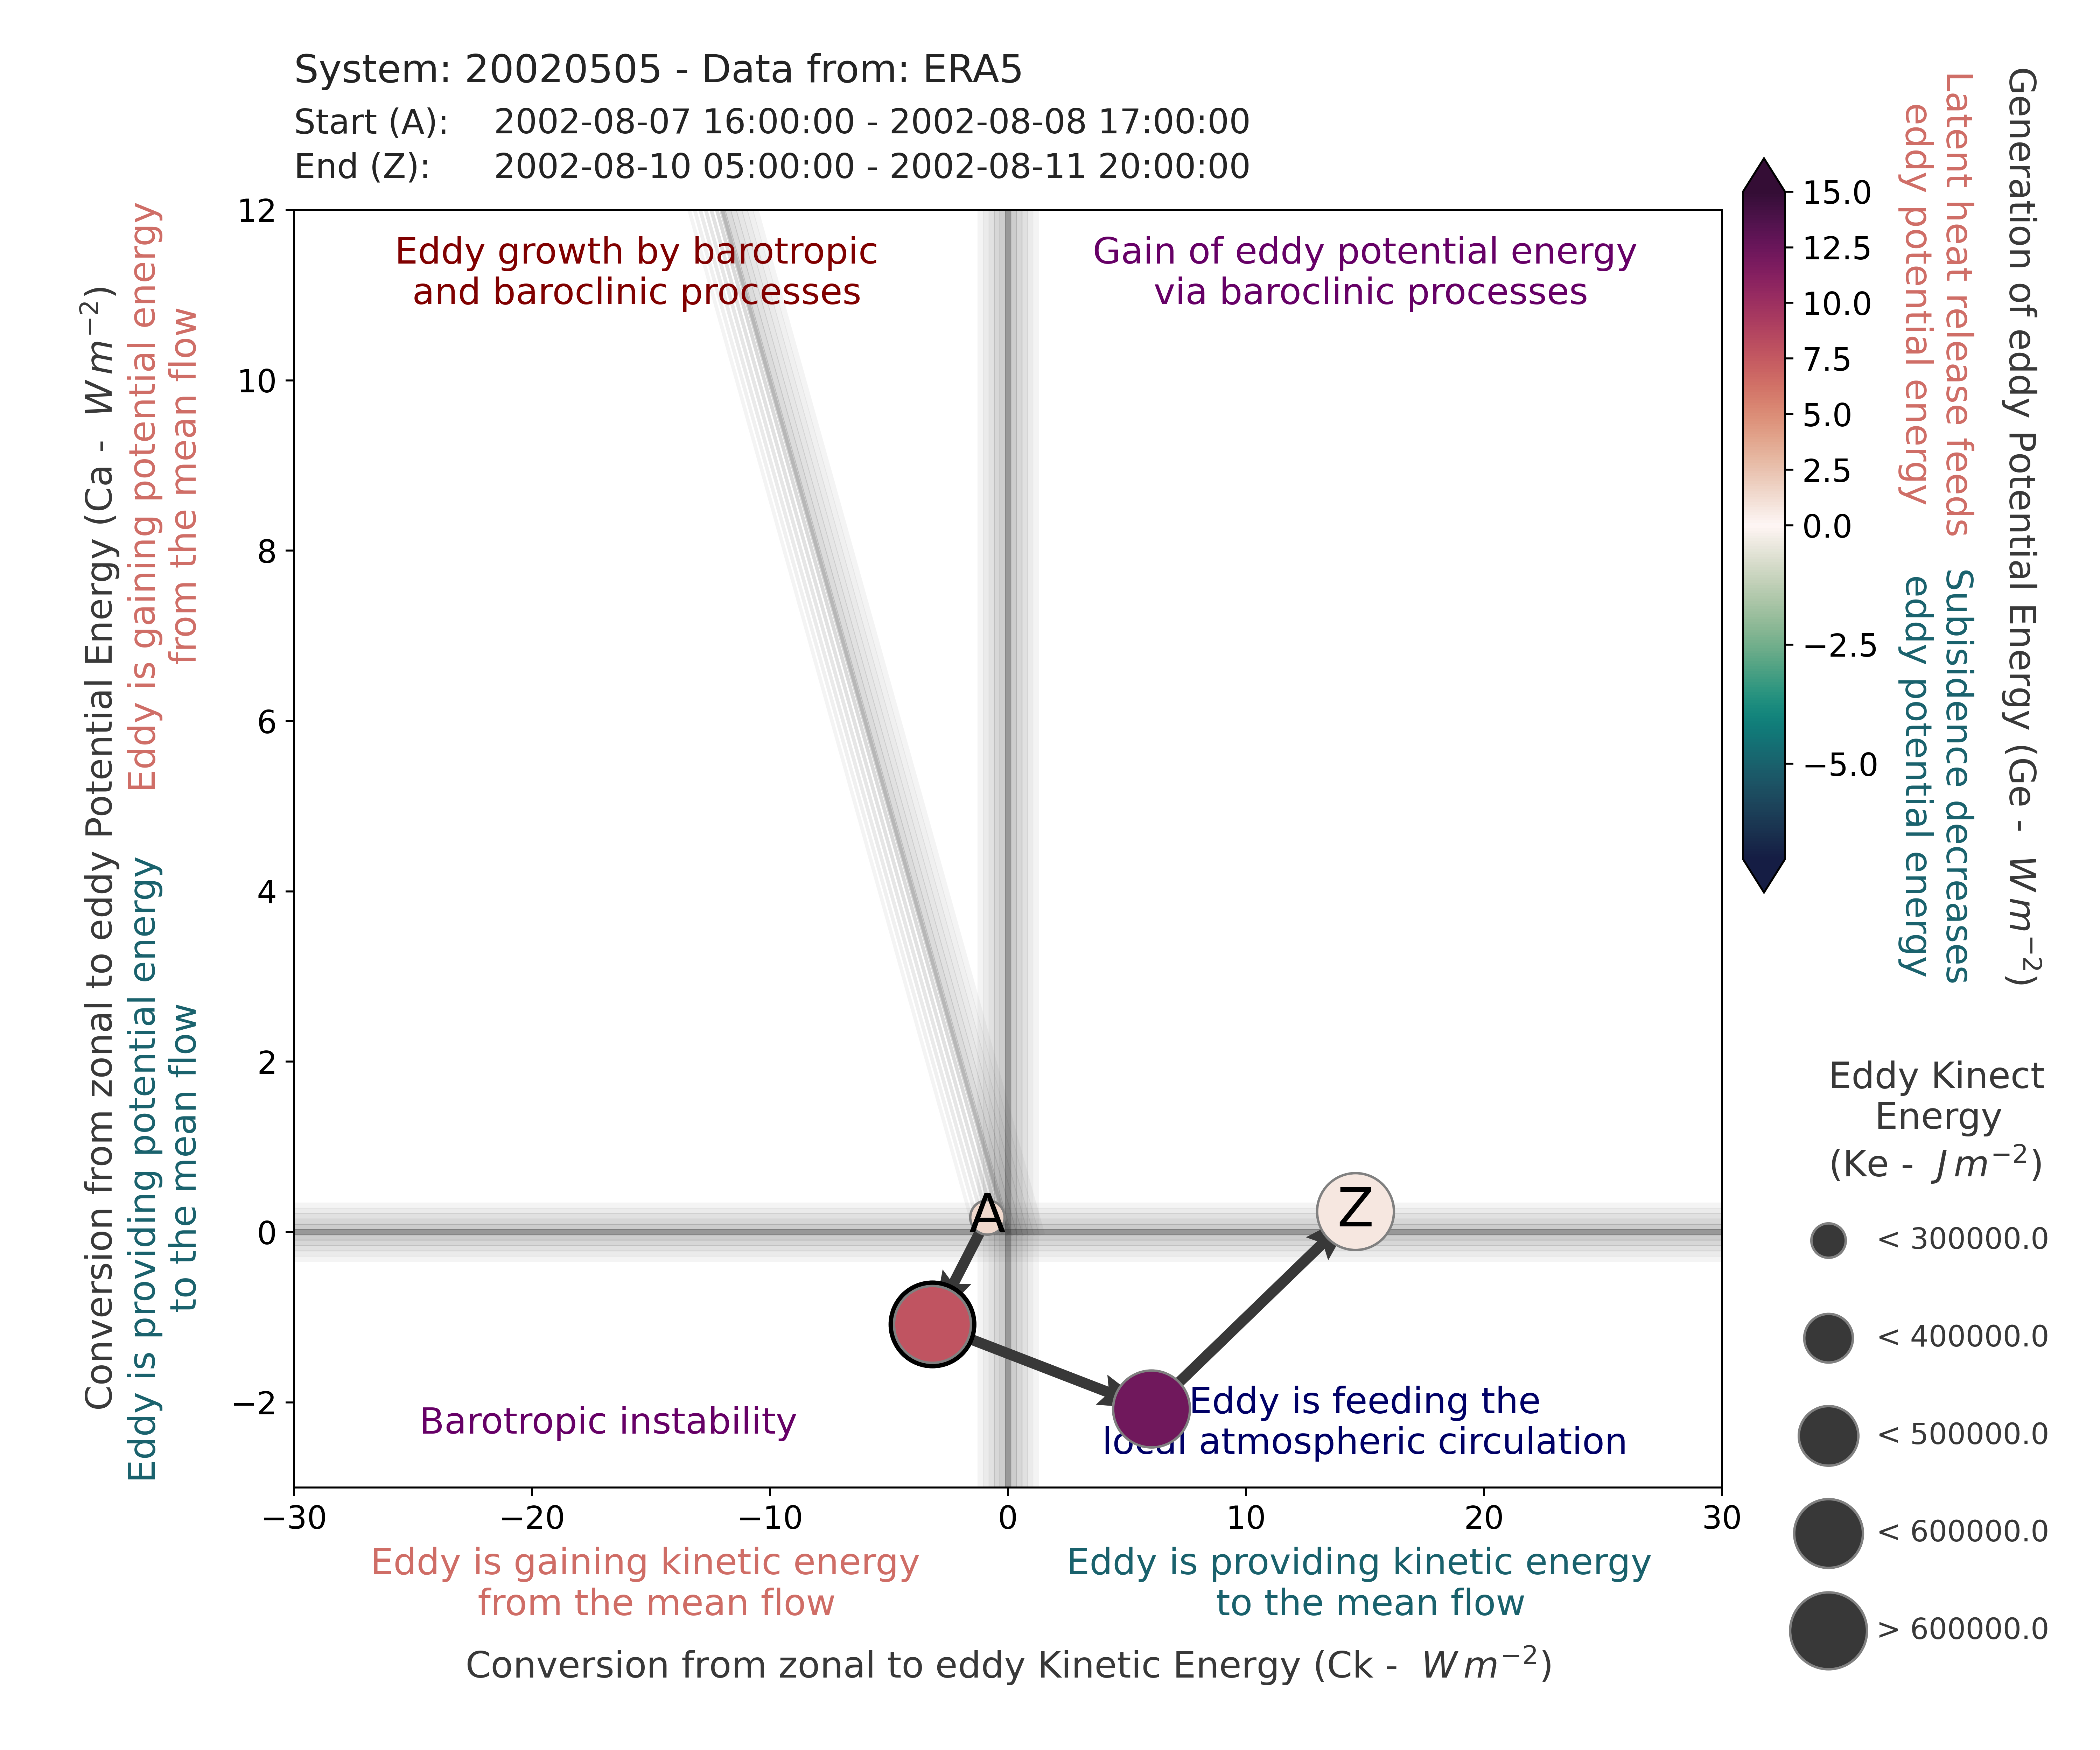 System: 20020505 - Data from: ERA5
Start (A): 2002-08-07 16:00:00 - 2002-08-08 17:00:00
End (Z): 2002-08-10 05:00:00 - 2002-08-11 20:00:00
Conversion from zonal to eddy Potential Energy (Ca - W m⁻²)
Eddy is gaining potential energy
from the mean flow
Eddy is providing potential energy
to the mean flow
12
10
8
6
4
2
0
−2
Eddy growth by barotropic
and baroclinic processes
Gain of eddy potential energy
via baroclinic processes
A
Z
Barotropic instability
Eddy is feeding the
local atmospheric circulation
−30
−20
−10
0
10
20
30
Eddy is gaining kinetic energy
from the mean flow
Eddy is providing kinetic energy
to the mean flow
Conversion from zonal to eddy Kinetic Energy (Ck - W m⁻²)
15.0
12.5
10.0
7.5
5.0
2.5
0.0
−2.5
−5.0
Latent heat release feeds
eddy potential energy
Subisidence decreases
eddy potential energy
Generation of eddy Potential Energy (Ge - W m⁻²)
Eddy Kinect
Energy
(Ke - J m⁻²)
< 300000.0
< 400000.0
< 500000.0
< 600000.0
> 600000.0